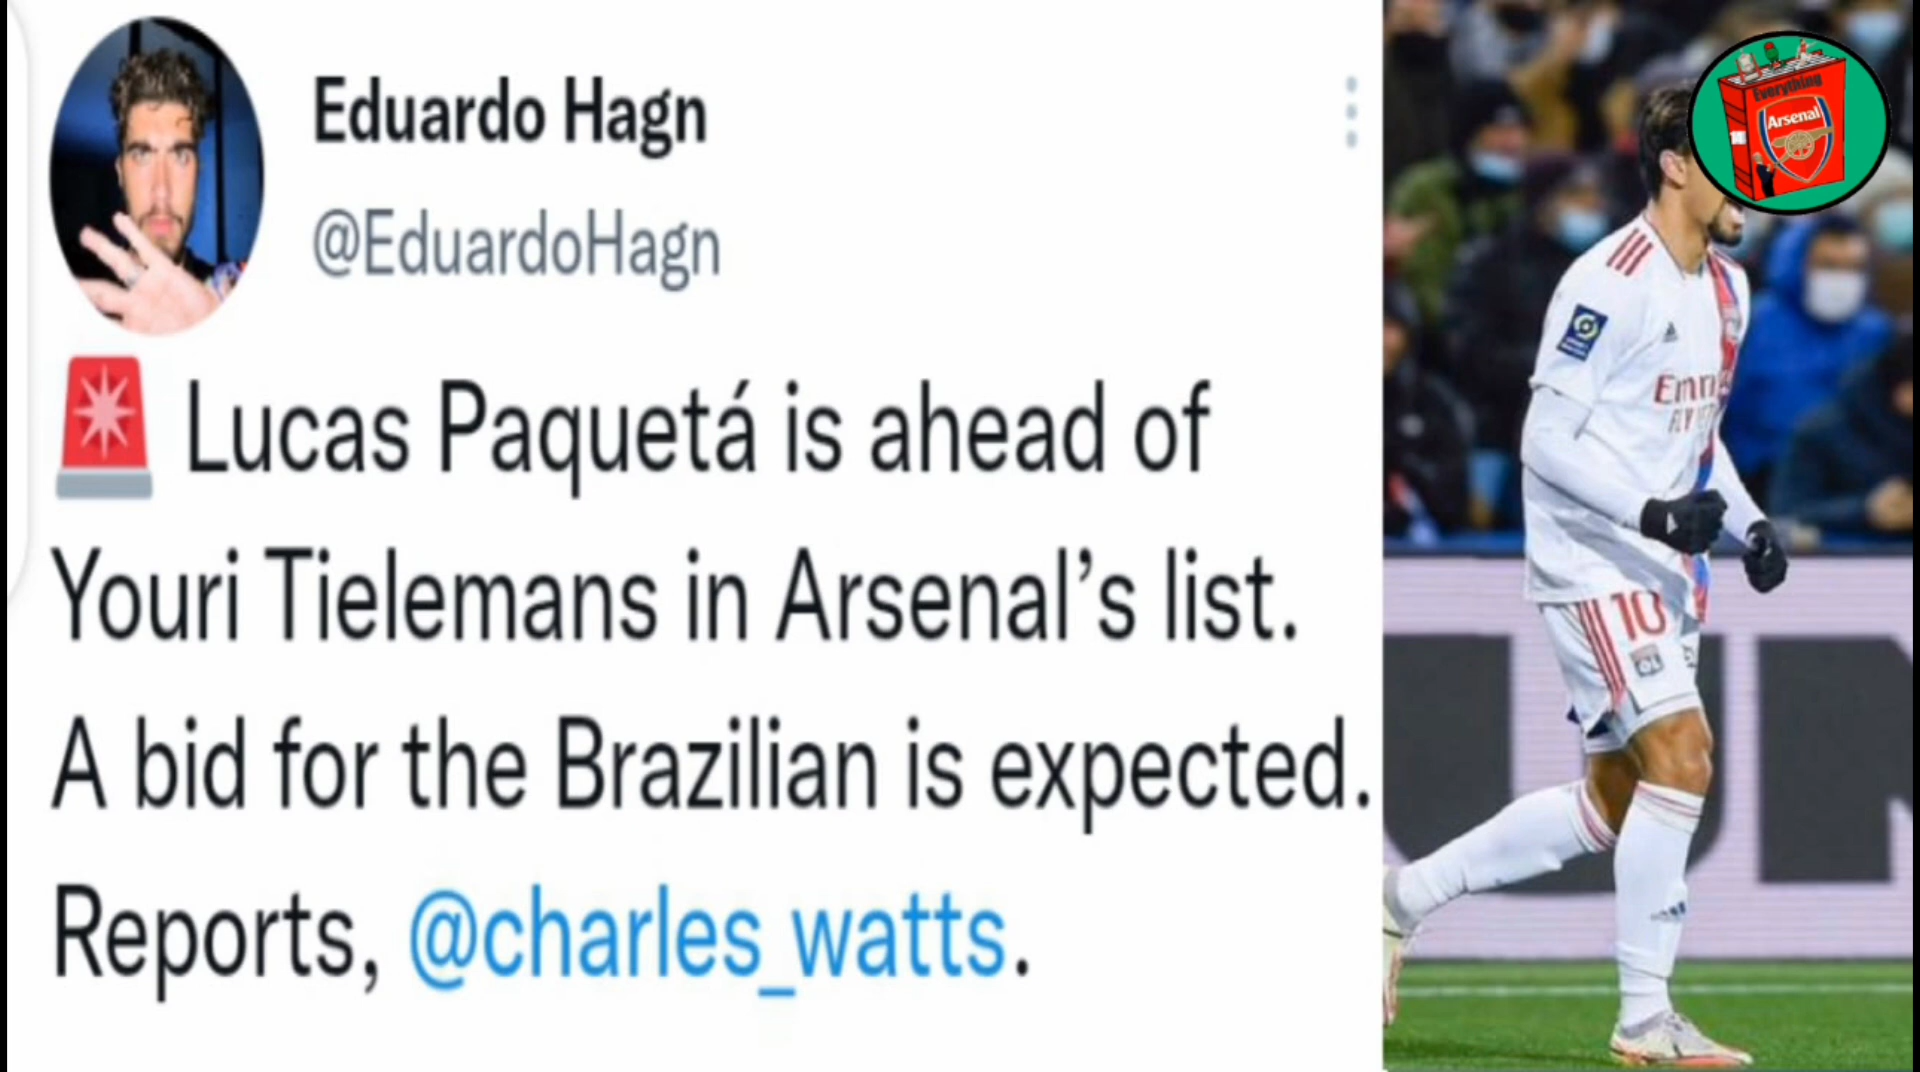 Eduardo Hagn
@EduardoHagn
🚨 Lucas Paquetá is ahead of
Youri Tielemans in Arsenal’s list.
A bid for the Brazilian is expected.
Reports, @charles_watts.
Everything
Arsenal
10
OL